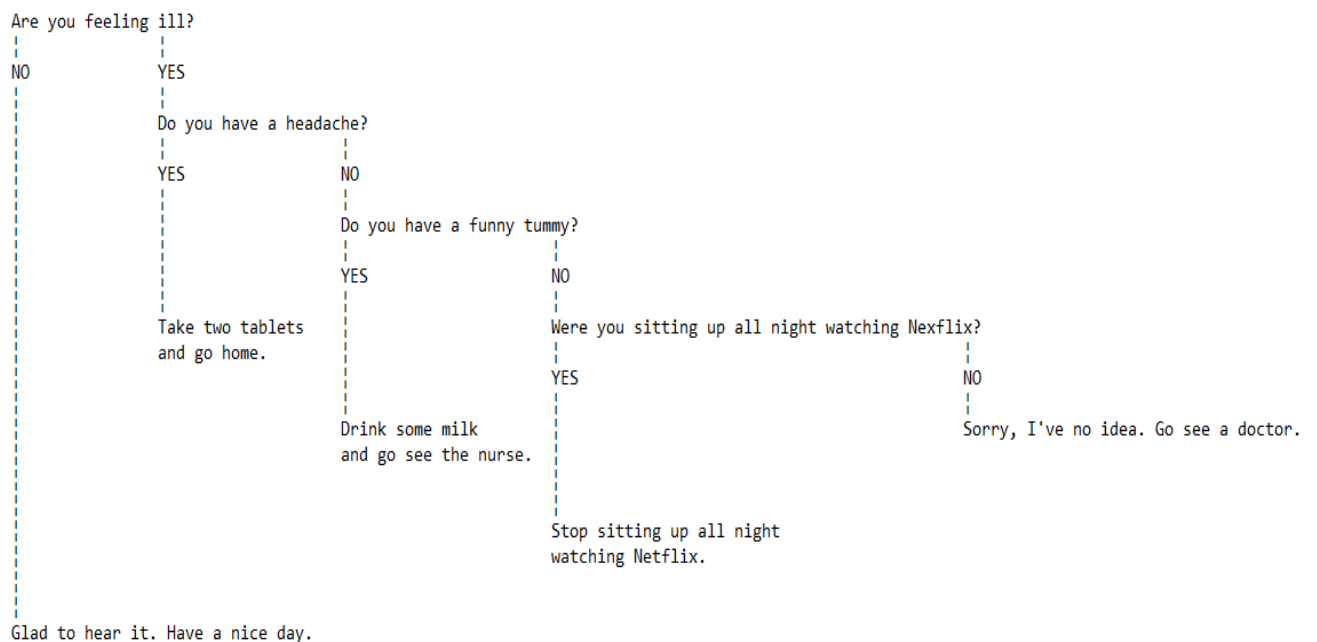 Are you feeling ill?
NO YES
Do you have a headache?
YES NO
Do you have a funny tummy?
YES NO
Take two tablets
and go home.
Were you sitting up all night watching Nexflix?
YES NO
Drink some milk
and go see the nurse.
Sorry, I've no idea. Go see a doctor.
Stop sitting up all night
watching Netflix.
Glad to hear it. Have a nice day.